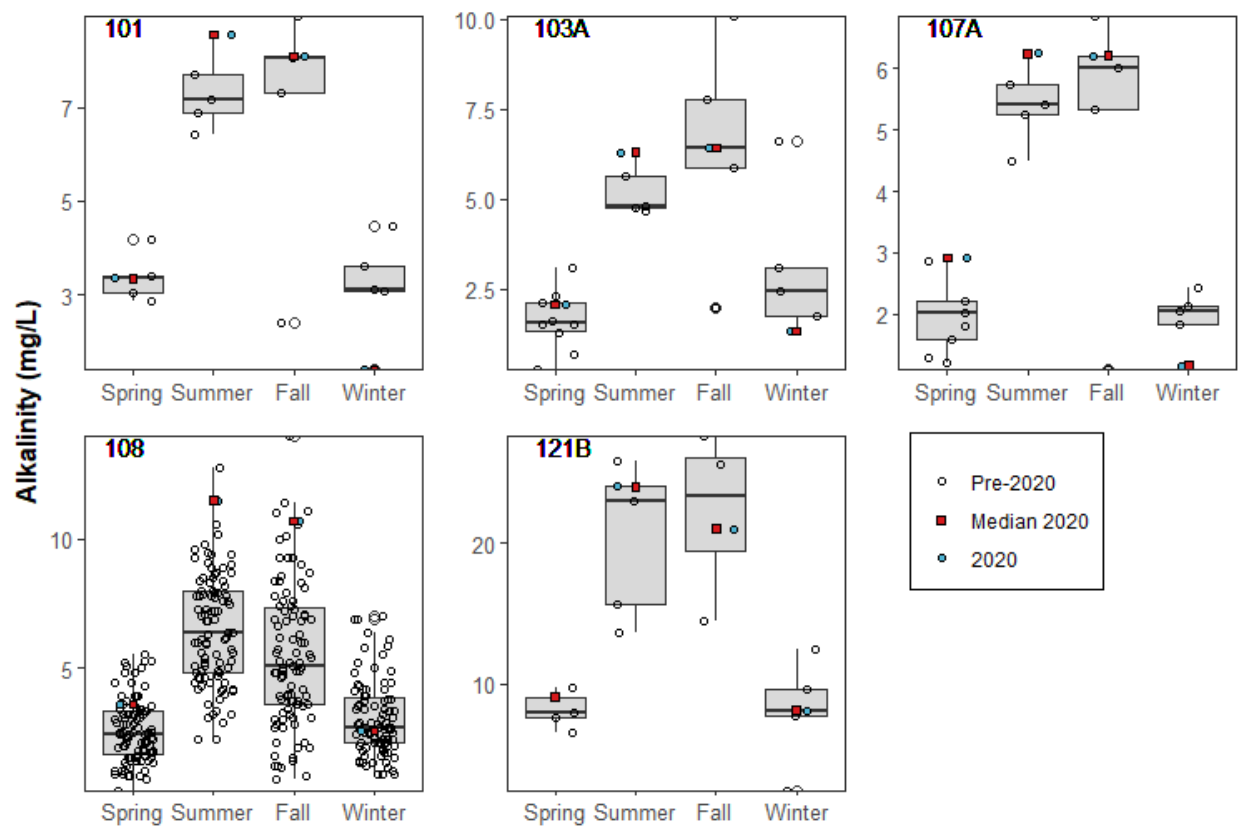 101
103A
107A
Alkalinity (mg/L)
7
5
3
10.0
7.5
5.0
2.5
6
5
4
3
2
Spring Summer Fall Winter
Spring Summer Fall Winter
Spring Summer Fall Winter
108
121B
10
5
20
10
Pre-2020
Median 2020
2020
Spring Summer Fall Winter
Spring Summer Fall Winter